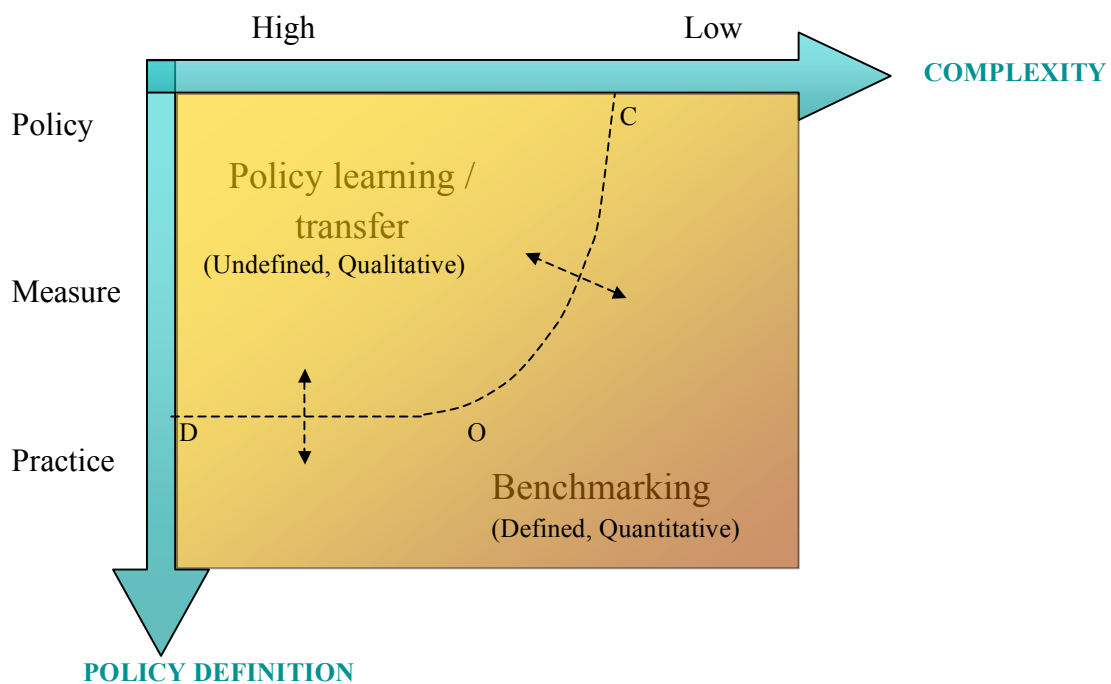 High
Low
COMPLEXITY
Policy
C
Policy learning /
transfer
(Undefined, Qualitative)
Measure
D
O
Practice
Benchmarking
(Defined, Quantitative)
POLICY DEFINITION